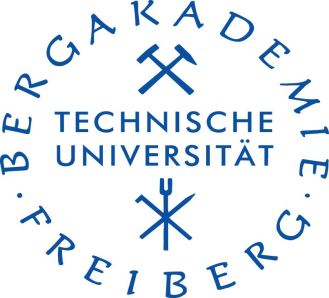 BERGAKADEMIE
TECHNISCHE
UNIVERSITÄT
· FREIBERG ·